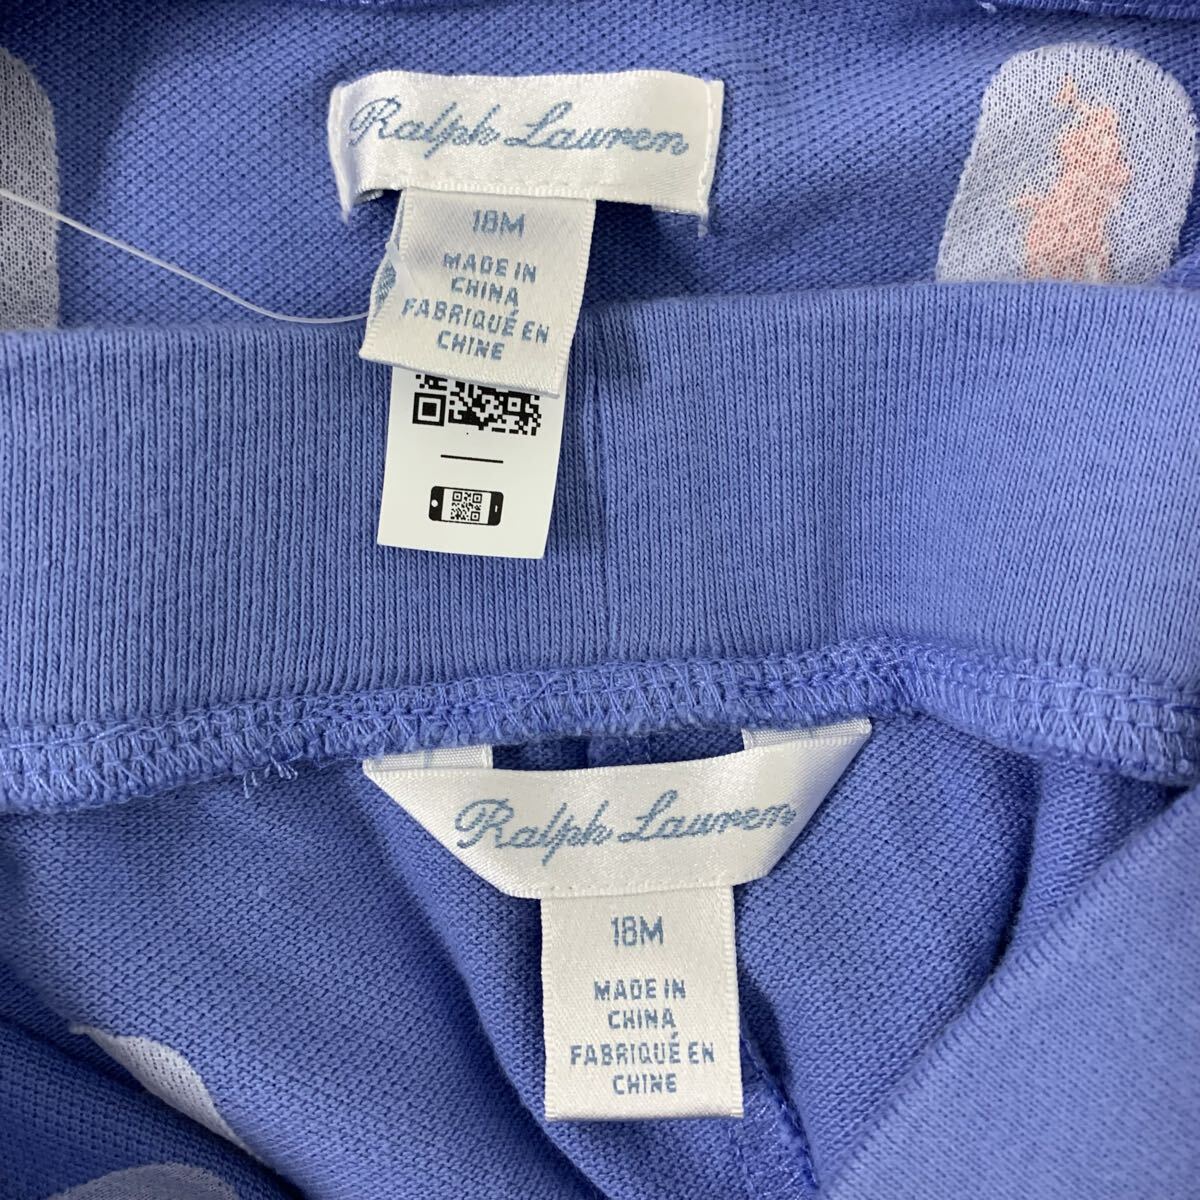 Ralph Lauren
18M
MADE IN
CHINA
FABRIQUÉ EN
CHINE
Ralph Lauren
18M
MADE IN
CHINA
FABRIQUÉ EN
CHINE